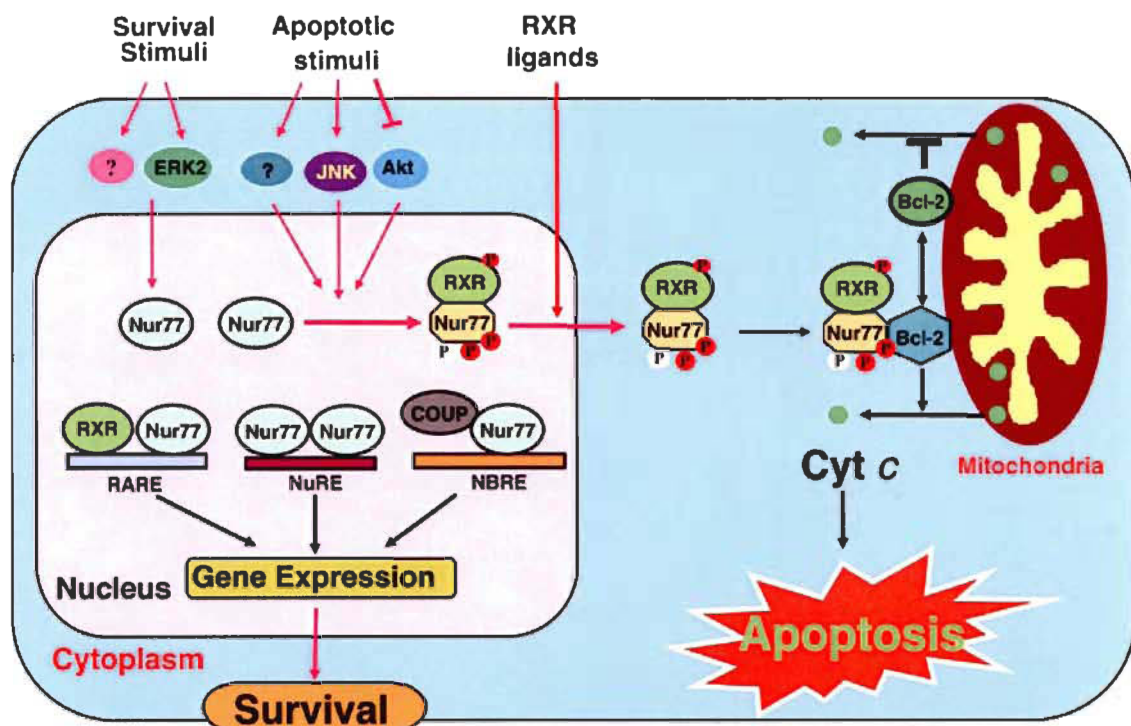 Survival
Stimuli
Apoptotic
stimuli
RXR
ligands
?
ERK2
?
JNK
Akt
Bcl-2
P
RXR
Nur77
P P P
P
RXR
Nur77
P P P
P
RXR
Nur77
P P P
Bcl-2
Nur77
Nur77
RXR
Nur77
RARE
Nur77
Nur77
NuRE
COUP
Nur77
NBRE
Cyt c
Mitochondria
Gene Expression
Nucleus
Cytoplasm
Apoptosis
Survival